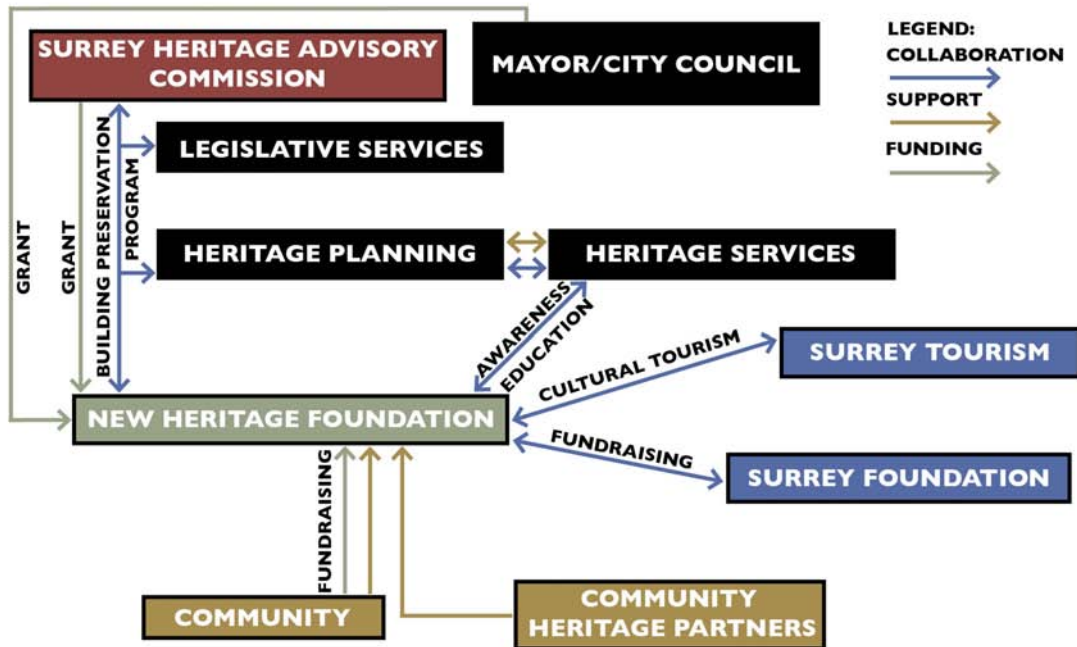 SURREY HERITAGE ADVISORY
COMMISSION
MAYOR/CITY COUNCIL
LEGEND:
COLLABORATION
SUPPORT
FUNDING
LEGISLATIVE SERVICES
GRANT
GRANT
BUILDING PRESERVATION
PROGRAM
HERITAGE PLANNING
HERITAGE SERVICES
AWARENESS
EDUCATION
CULTURAL TOURISM
SURREY TOURISM
NEW HERITAGE FOUNDATION
FUNDRAISING
SURREY FOUNDATION
FUNDRAISING
COMMUNITY
COMMUNITY
HERITAGE PARTNERS